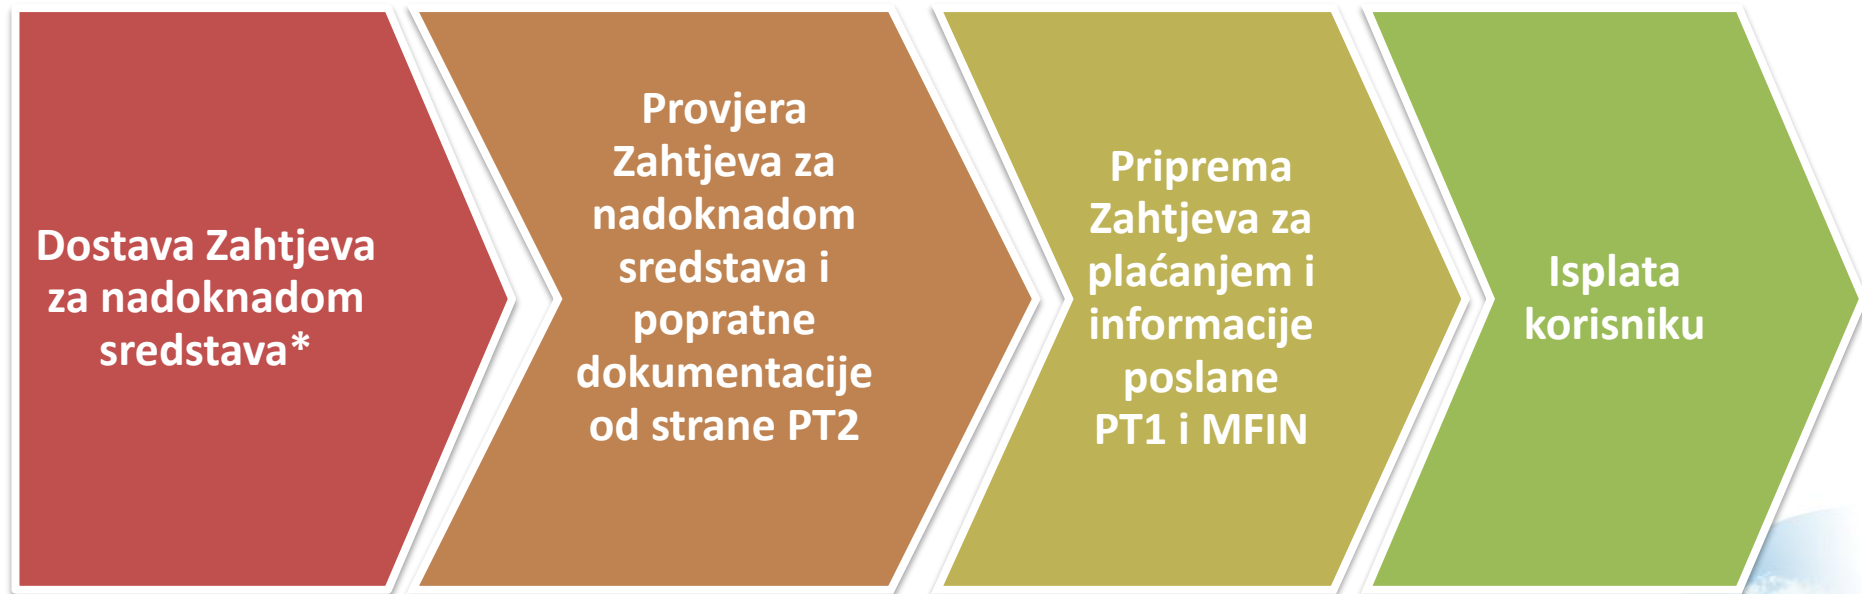 Dostava Zahtjeva
za nadoknadom
sredstava*
Provjera
Zahtjeva za
nadoknadom
sredstava i
popratne
dokumentacije
od strane PT2
Priprema
Zahtjeva za
plaćanjem i
informacije
poslane
PT1 i MFIN
Isplata
korisniku